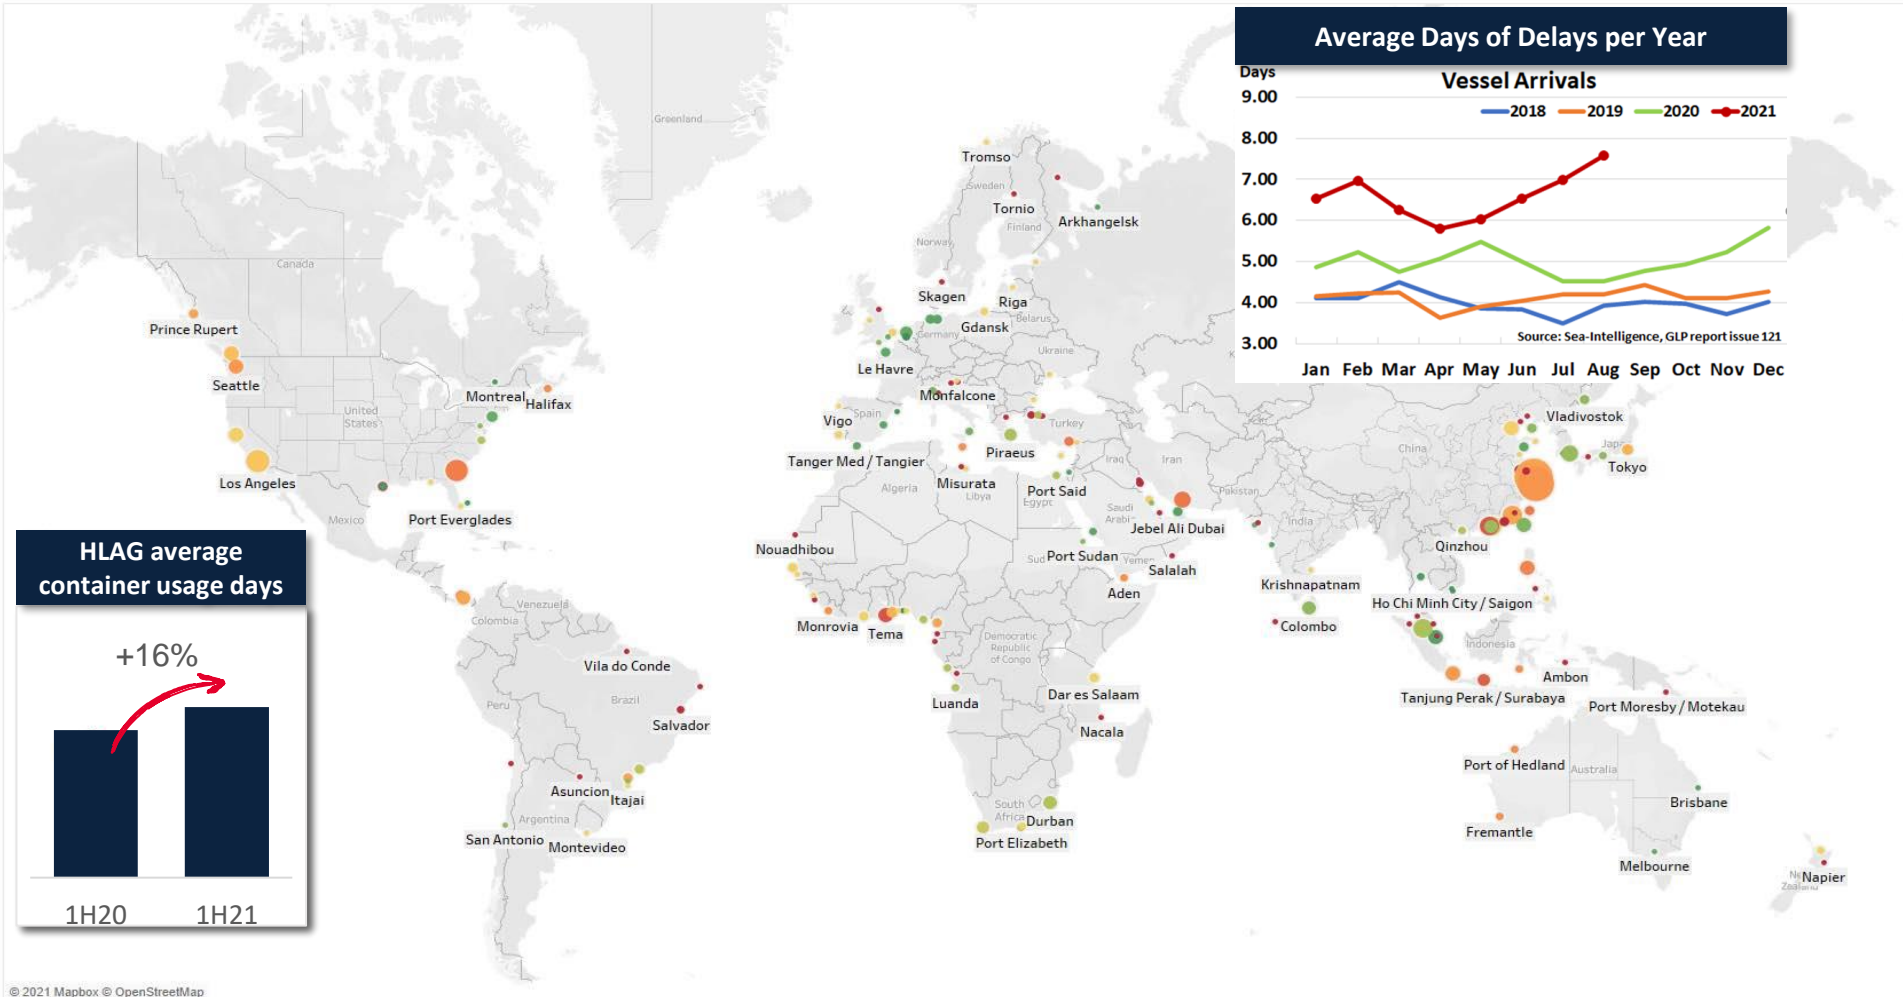 Average Days of Delays per Year
Days
Vessel Arrivals
9.00
2018 2019 2020 2021
8.00
7.00
6.00
5.00
4.00
3.00
Source: Sea-Intelligence, GLP report issue 121
Jan Feb Mar Apr May Jun Jul Aug Sep Oct Nov Dec
Greenland
Tromso
Sweden
Tornio
Arkhangelsk
Finland
Norway
Canada
Skagen
Riga
Prince Rupert
Gdansk
Belarus
Germany
Ukraine
Le Havre
Seattle
Montreal
Halifax
Monfalcone
United
States
Vigo
Spain
Turkey
Vladivostok
China
Tanger Med / Tangier
Piraeus
Iraq
Iran
Tokyo
Los Angeles
Misurata
Algeria
Libya
Port Said
Egypt
Pakistan
Saudi
Mexico
Port Everglades
Jebel Ali Dubai
India
Qinzhou
Nouadhibou
Port Sudan
Yemen
Salalah
Aden
Krishnapatnam
Ho Chi Minh City / Saigon
Venezuela
Colombia
Monrovia
Tema
Colombo
Democratic
Republic
of Congo
Indonesia
Vila do Conde
Ambon
Peru
Brazil
Luanda
Dar es Salaam
Tanjung Perak / Surabaya
Port Moresby / Motekau
Salvador
Nacala
Port of Hedland
Australia
Asuncion
Itajai
South
Africa
Durban
Brisbane
Argentina
San Antonio
Montevideo
Port Elizabeth
Fremantle
Melbourne
Napier
HLAG average
container usage days
+16%
1H20 1H21
© 2021 Mapbox © OpenStreetMap